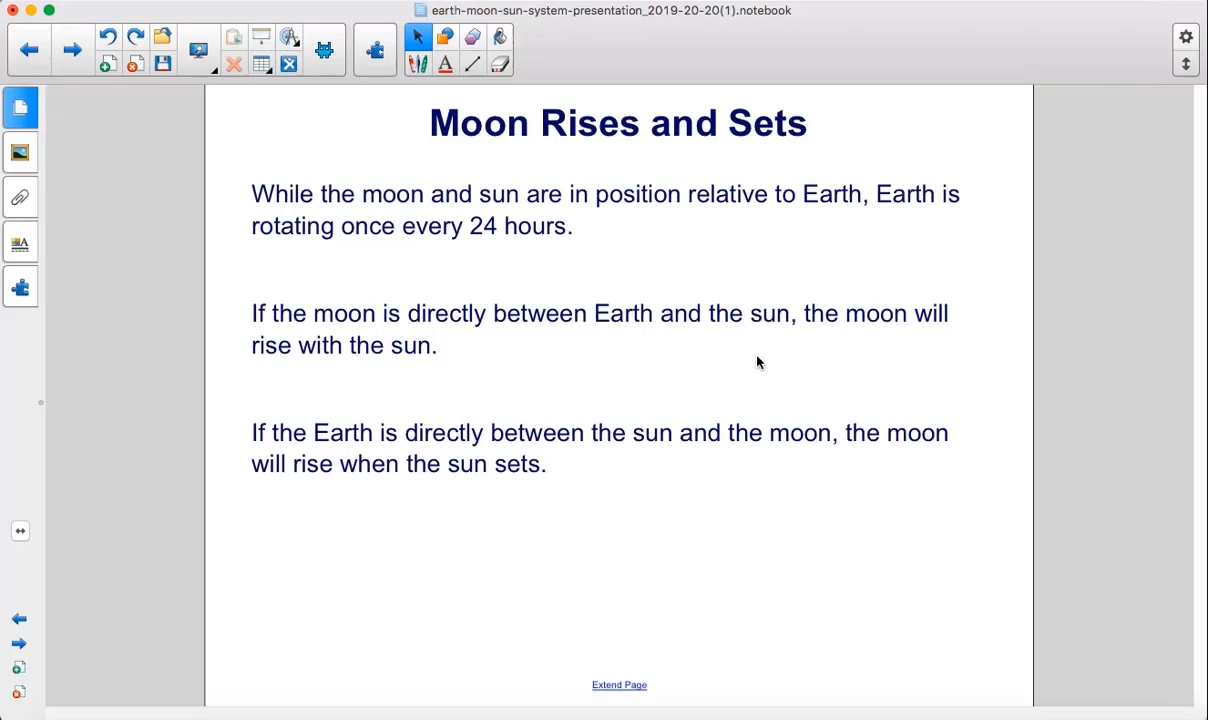 earth-moon-sun-system-presentation_2019-20-20(1).notebook
Moon Rises and Sets
While the moon and sun are in position relative to Earth, Earth is
rotating once every 24 hours.
If the moon is directly between Earth and the sun, the moon will
rise with the sun.
If the Earth is directly between the sun and the moon, the moon
will rise when the sun sets.
Extend Page